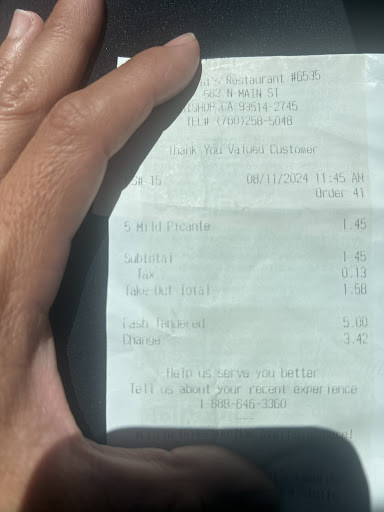 a's Restaurant #6535
662 N MAIN ST
BISHOP,CA 93514-2745
TEL# (760)258-5048
Thank You Valued Customer
15 08/11/2024 11:45 AM
Order 41
5 Mild Picante 1.45
Subtotal 1.45
Tax 0.13
Take-Out Total 1.58
Cash Tendered 5.00
Change 3.42
Help us serve you better
Tell us about your recent experience
1-888-646-3360